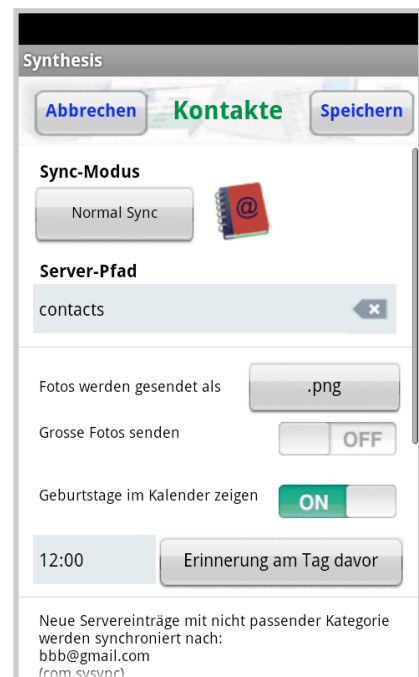 Synthesis
Abbrechen Kontakte Speichern
Sync-Modus
Normal Sync
@
Server-Pfad
contacts
Fotos werden gesendet als .png
Grosse Fotos senden OFF
Geburtstage im Kalender zeigen ON
12:00 Erinnerung am Tag davor
Neue Servereinträge mit nicht passender Kategorie
werden synchroniert nach:
bbb@gmail.com
(com.sysync)